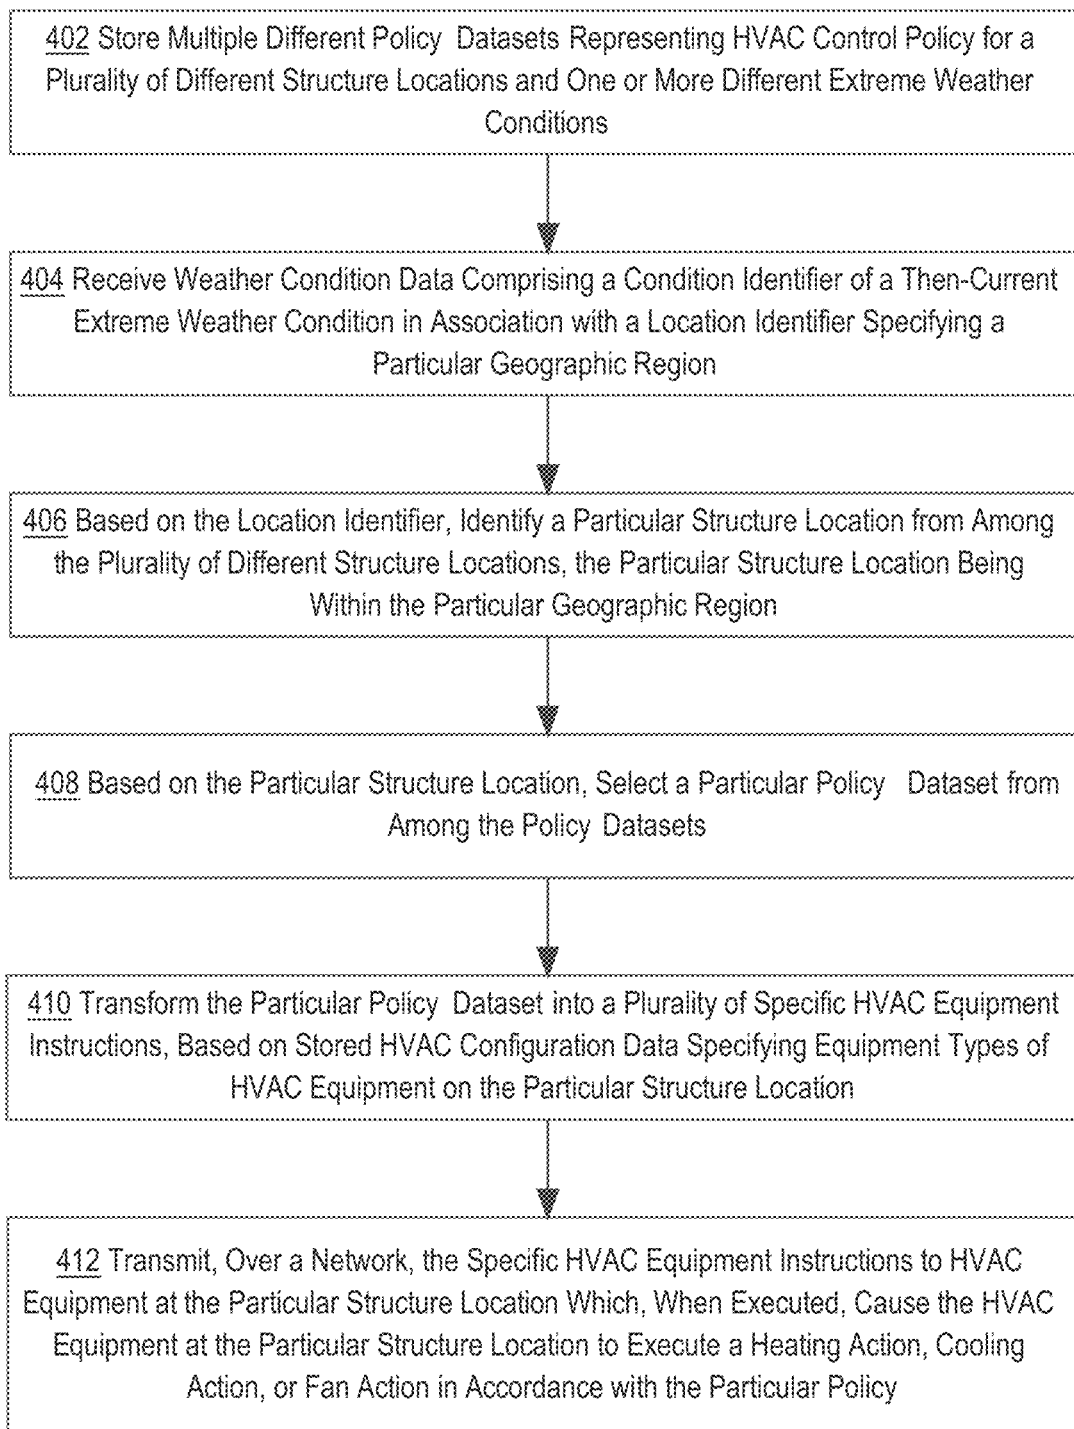 402 Store Multiple Different Policy Datasets Representing HVAC Control Policy for a
Plurality of Different Structure Locations and One or More Different Extreme Weather
Conditions
404 Receive Weather Condition Data Comprising a Condition Identifier of a Then-Current
Extreme Weather Condition in Association with a Location Identifier Specifying a
Particular Geographic Region
406 Based on the Location Identifier, Identify a Particular Structure Location from Among
the Plurality of Different Structure Locations, the Particular Structure Location Being
Within the Particular Geographic Region
408 Based on the Particular Structure Location, Select a Particular Policy Dataset from
Among the Policy Datasets
410 Transform the Particular Policy Dataset into a Plurality of Specific HVAC Equipment
Instructions, Based on Stored HVAC Configuration Data Specifying Equipment Types of
HVAC Equipment on the Particular Structure Location
412 Transmit, Over a Network, the Specific HVAC Equipment Instructions to HVAC
Equipment at the Particular Structure Location Which, When Executed, Cause the HVAC
Equipment at the Particular Structure Location to Execute a Heating Action, Cooling
Action, or Fan Action in Accordance with the Particular Policy